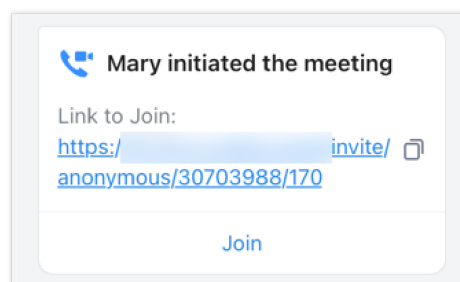 Mary initiated the meeting
Link to Join:
https:/ invite/
anonymous/30703988/170
Join